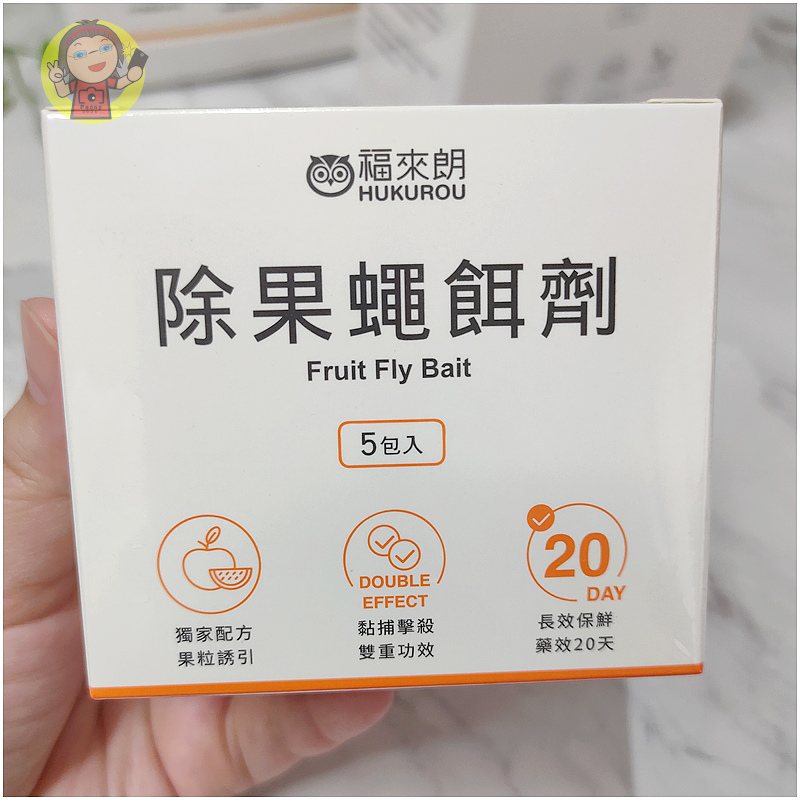 福來朗
HUKUROU
除果蠅餌劑
Fruit Fly Bait
5包入
獨家配方
果粒誘引
DOUBLE
EFFECT
黏捕擊殺
雙重功效
20
DAY
長效保鮮
藥效20天